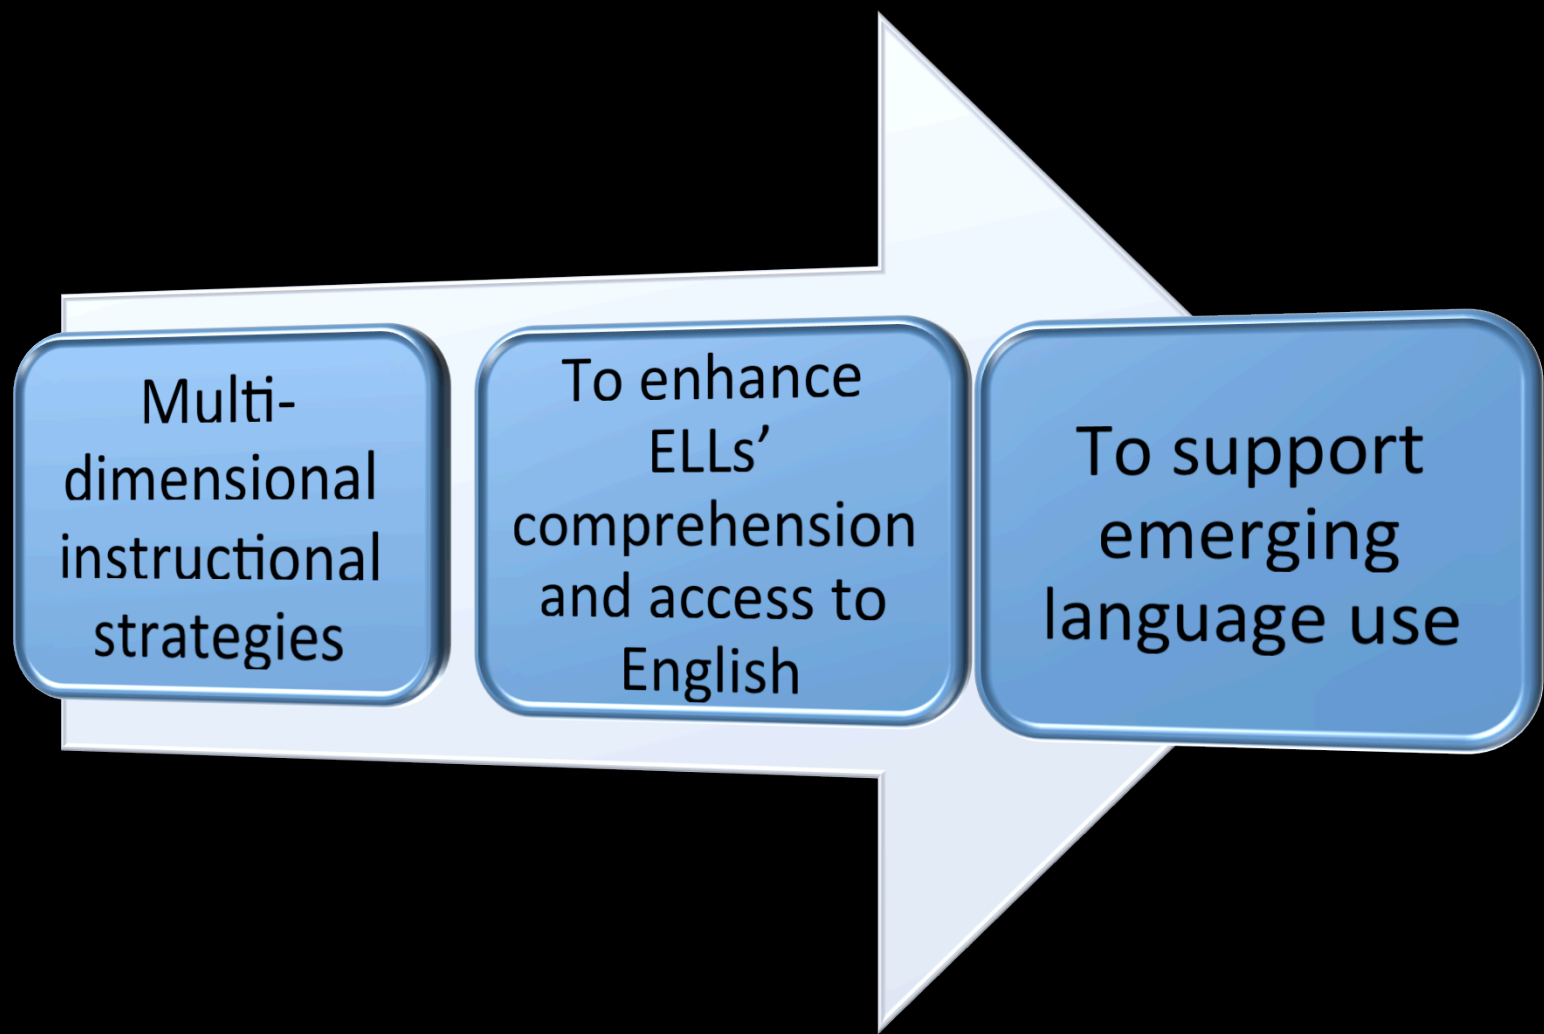 Multi-
dimensional
instructional
strategies
To enhance
ELLs’
comprehension
and access to
English
To support
emerging
language use